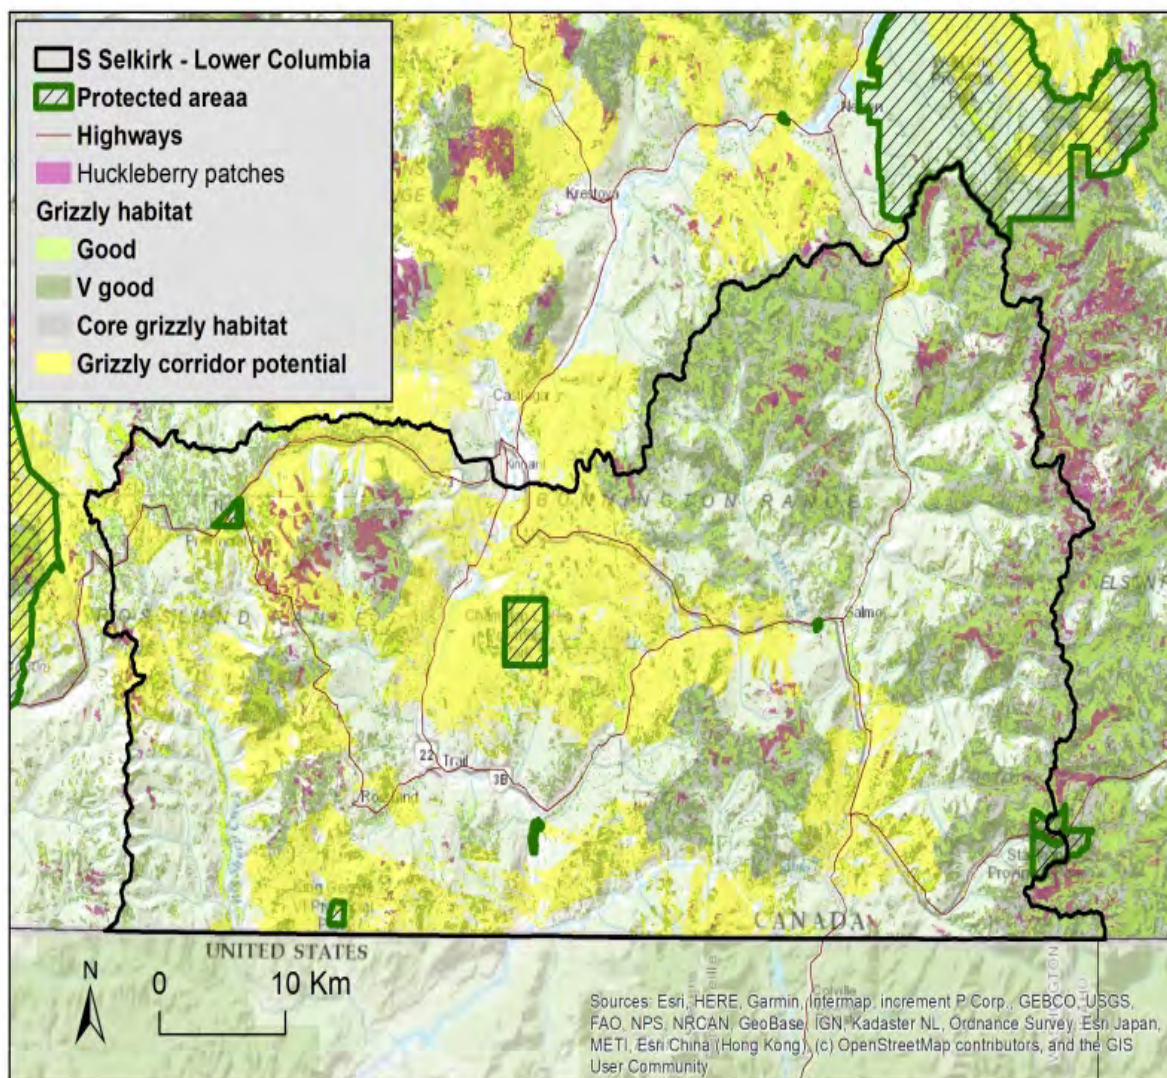 S Selkirk - Lower Columbia
Protected areaa
Highways
Huckleberry patches
Grizzly habitat
Good
V good
Core grizzly habitat
Grizzly corridor potential
Nelson
Krestova
Castlegar
Kinnaird
BONNINGTON RANGE
Salmo
22
Trail
3B
CANADA
UNITED STATES
N
0 10 Km
Colville
WASHINGTON
Sources: Esri, HERE, Garmin, Intermap, increment P Corp., GEBCO, USGS,
FAO, NPS, NRCAN, GeoBase, IGN, Kadaster NL, Ordnance Survey, Esri Japan,
METI, Esri China (Hong Kong), (c) OpenStreetMap contributors, and the GIS
User Community